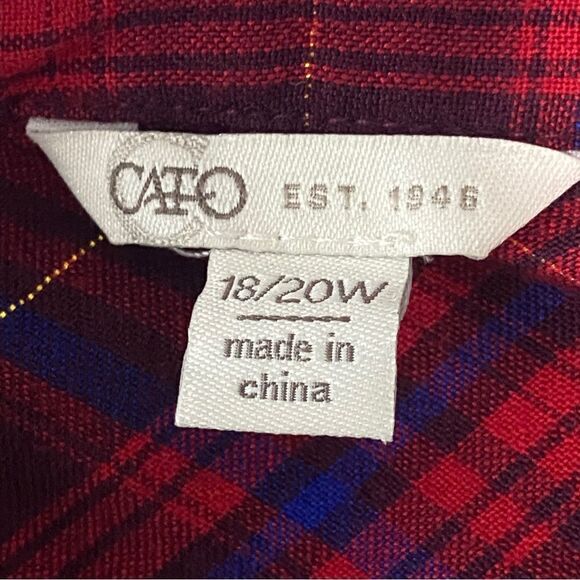 CATO EST. 1946
18/20W
made in
china